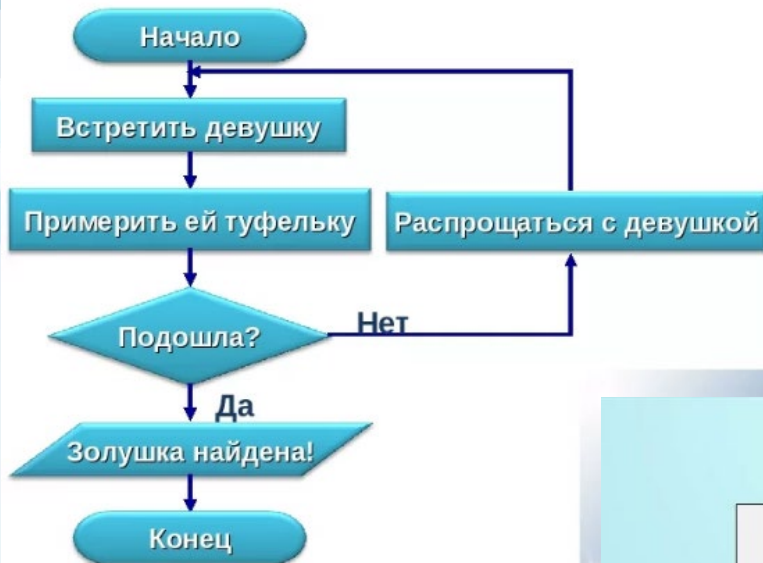 Начало
Встретить девушку
Примерить ей туфельку
Распрощаться с девушкой
Подошла?
Нет
Да
Золушка найдена!
Конец